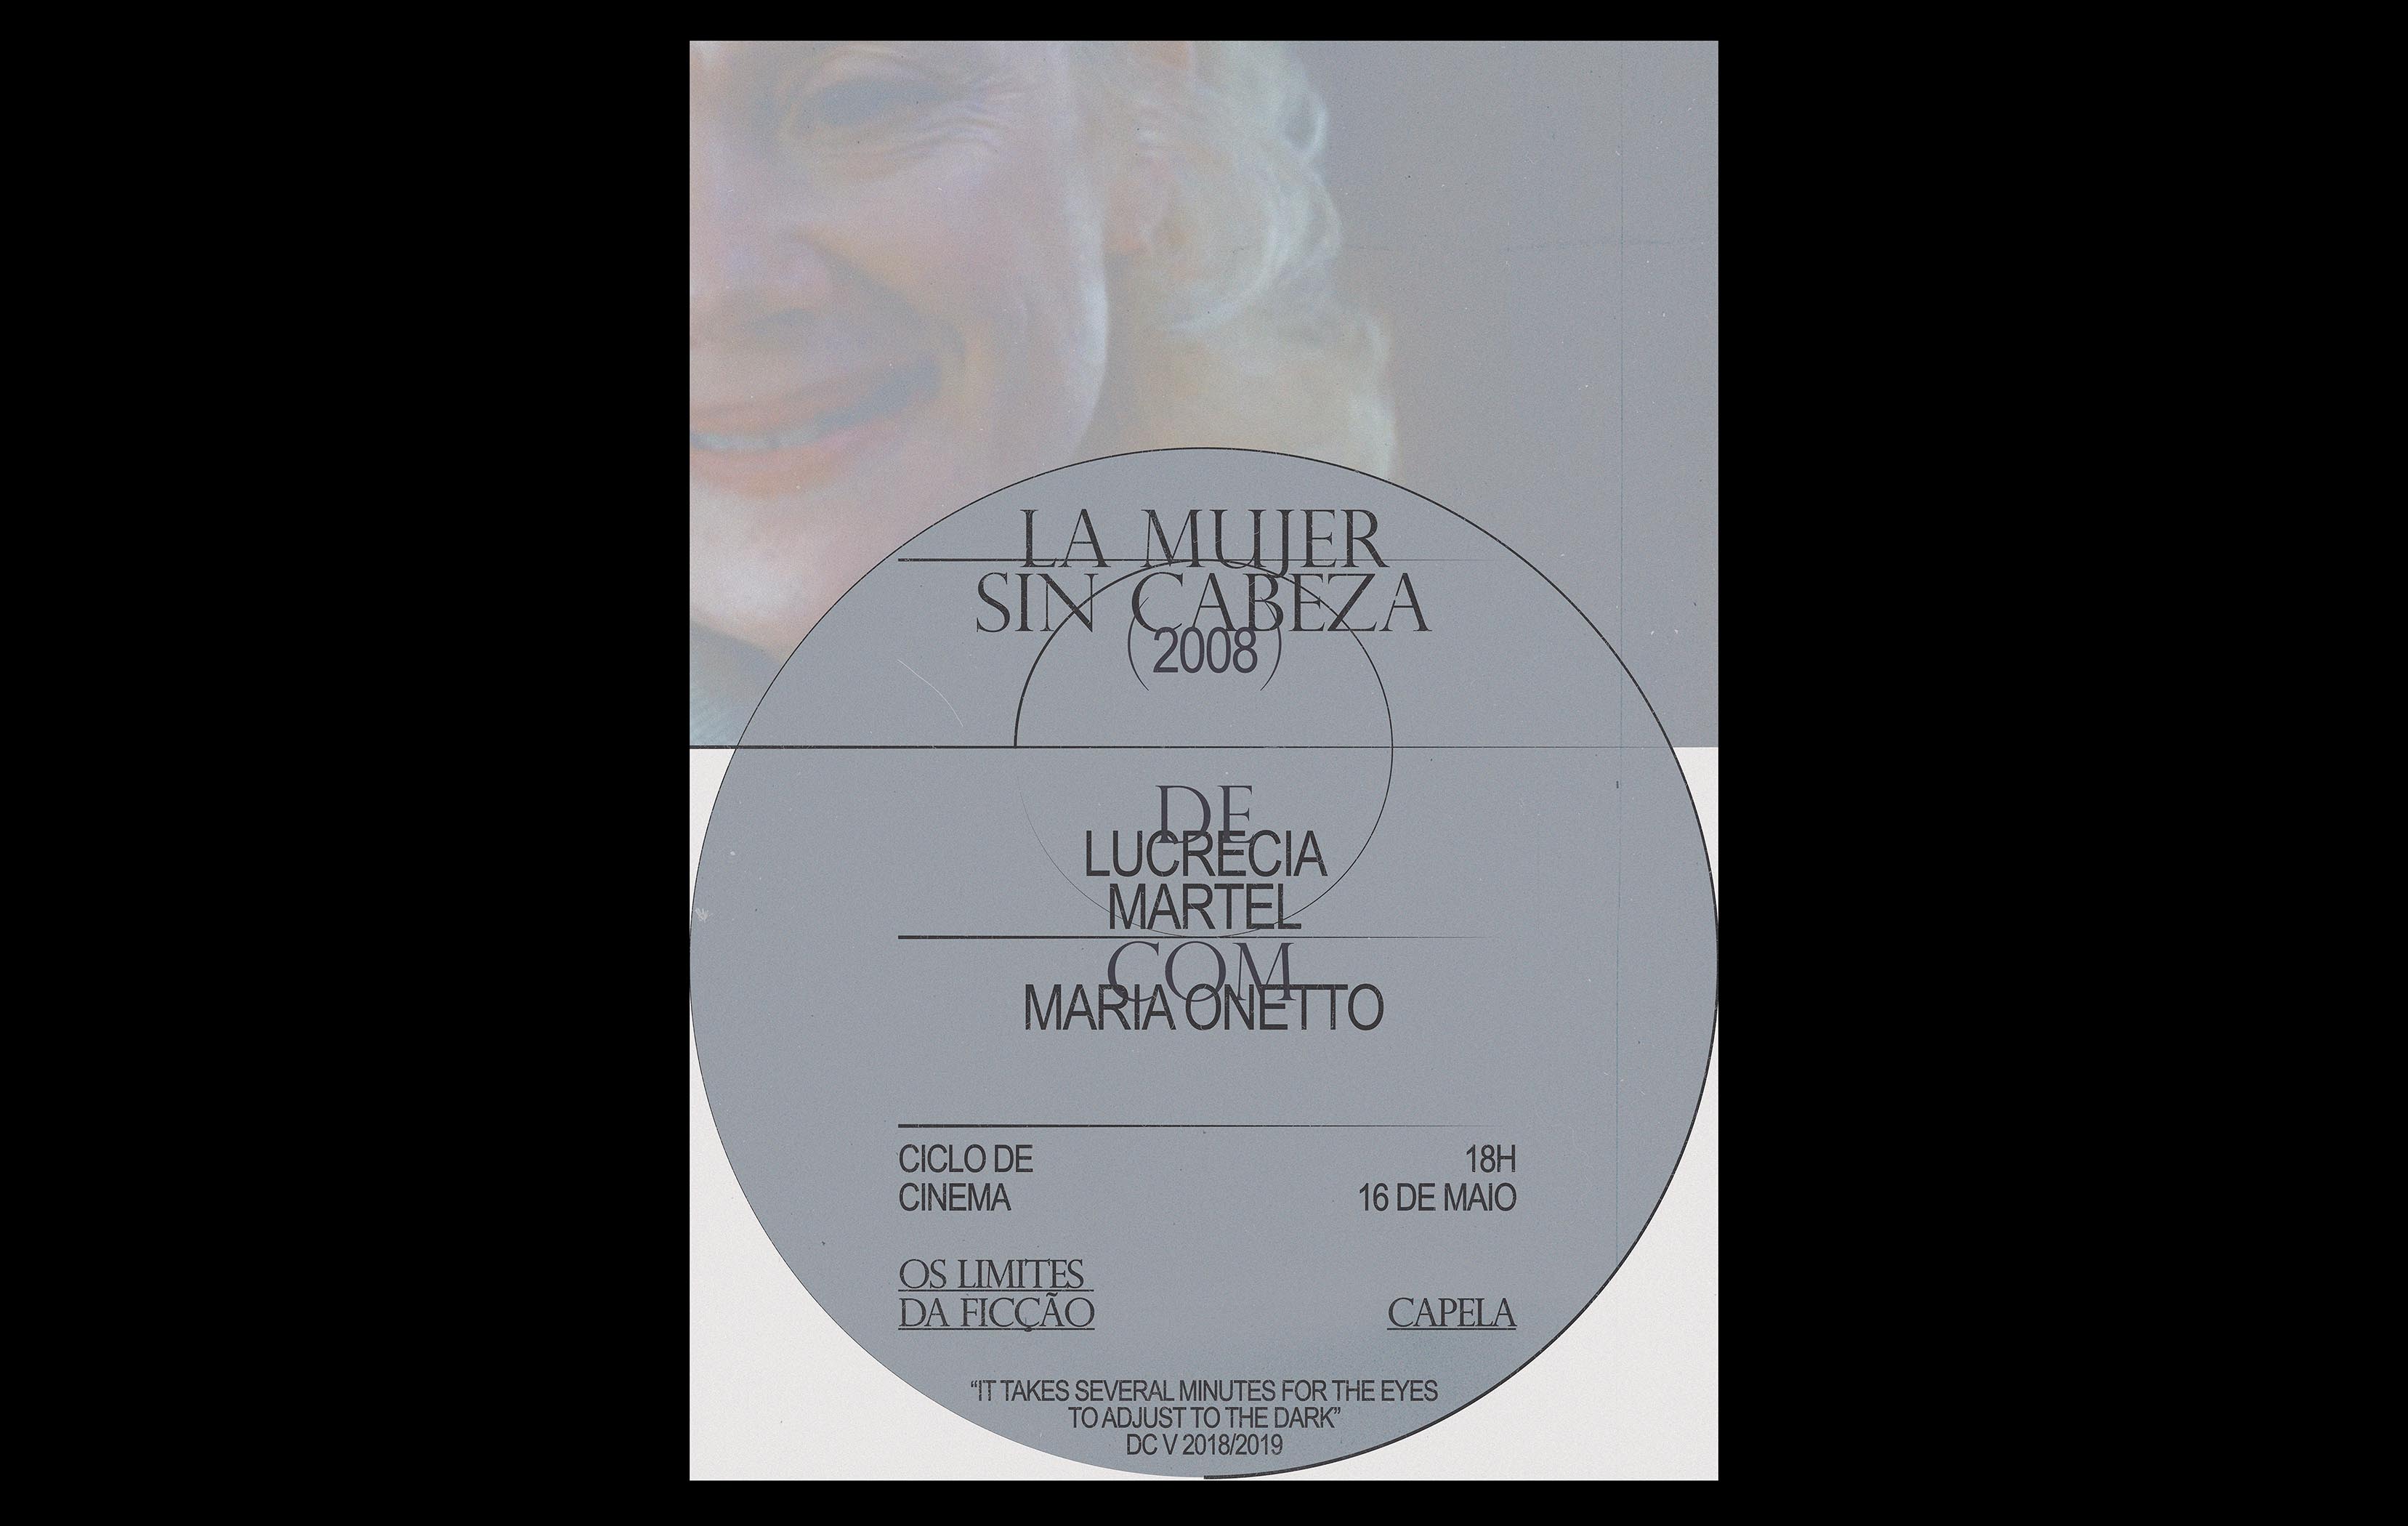 LA MUJER
SIN CABEZA
(2008)
DE
LUCRECIA
MARTEL
COM
MARIA ONETTO
CICLO DE
CINEMA
18H
16 DE MAIO
OS LIMITES
DA FICÇÃO
CAPELA
“IT TAKES SEVERAL MINUTES FOR THE EYES
TO ADJUST TO THE DARK”
DC V 2018/2019